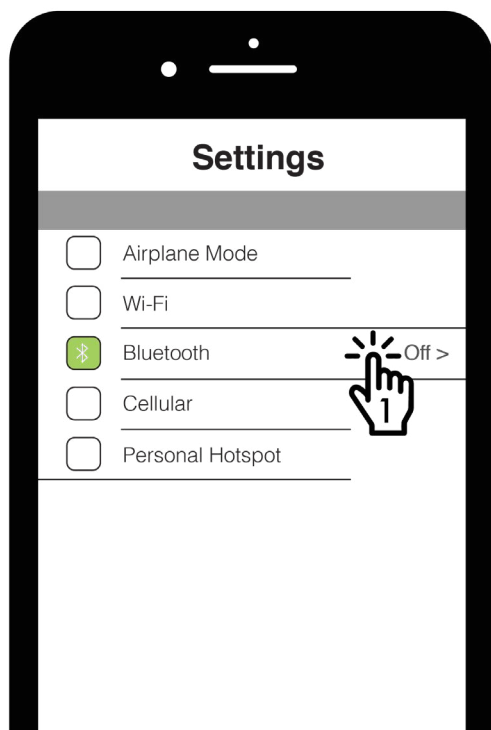 Settings
Airplane Mode
Wi-Fi
Bluetooth Off >
Cellular
1
Personal Hotspot